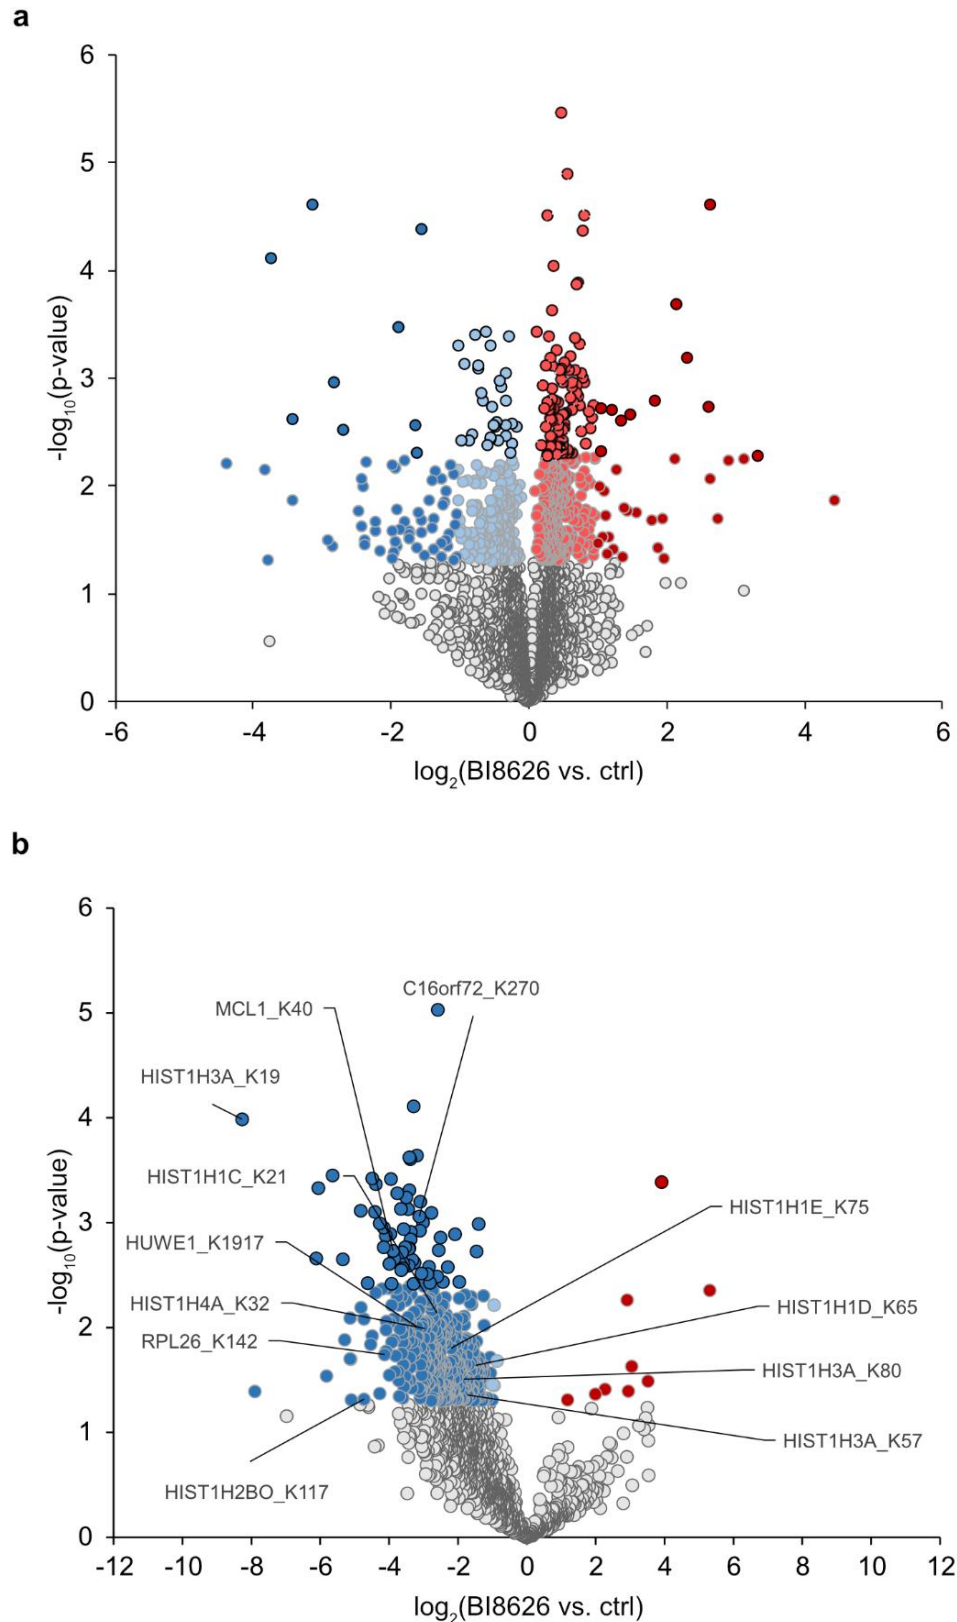 a
6
5
4
3
2
1
0
-log10(p-value)
-6
-4
-2
0
2
4
6
log2(BI8626 vs. ctrl)
b
6
5
4
3
2
1
0
-log10(p-value)
C16orf72_K270
MCL1_K40
HIST1H3A_K19
HIST1H1C_K21
HIST1H1E_K75
HUWE1_K1917
HIST1H4A_K32
HIST1H1D_K65
RPL26_K142
HIST1H3A_K80
HIST1H3A_K57
HIST1H2BO_K117
-12
-10
-8
-6
-4
-2
0
2
4
6
8
10
12
log2(BI8626 vs. ctrl)